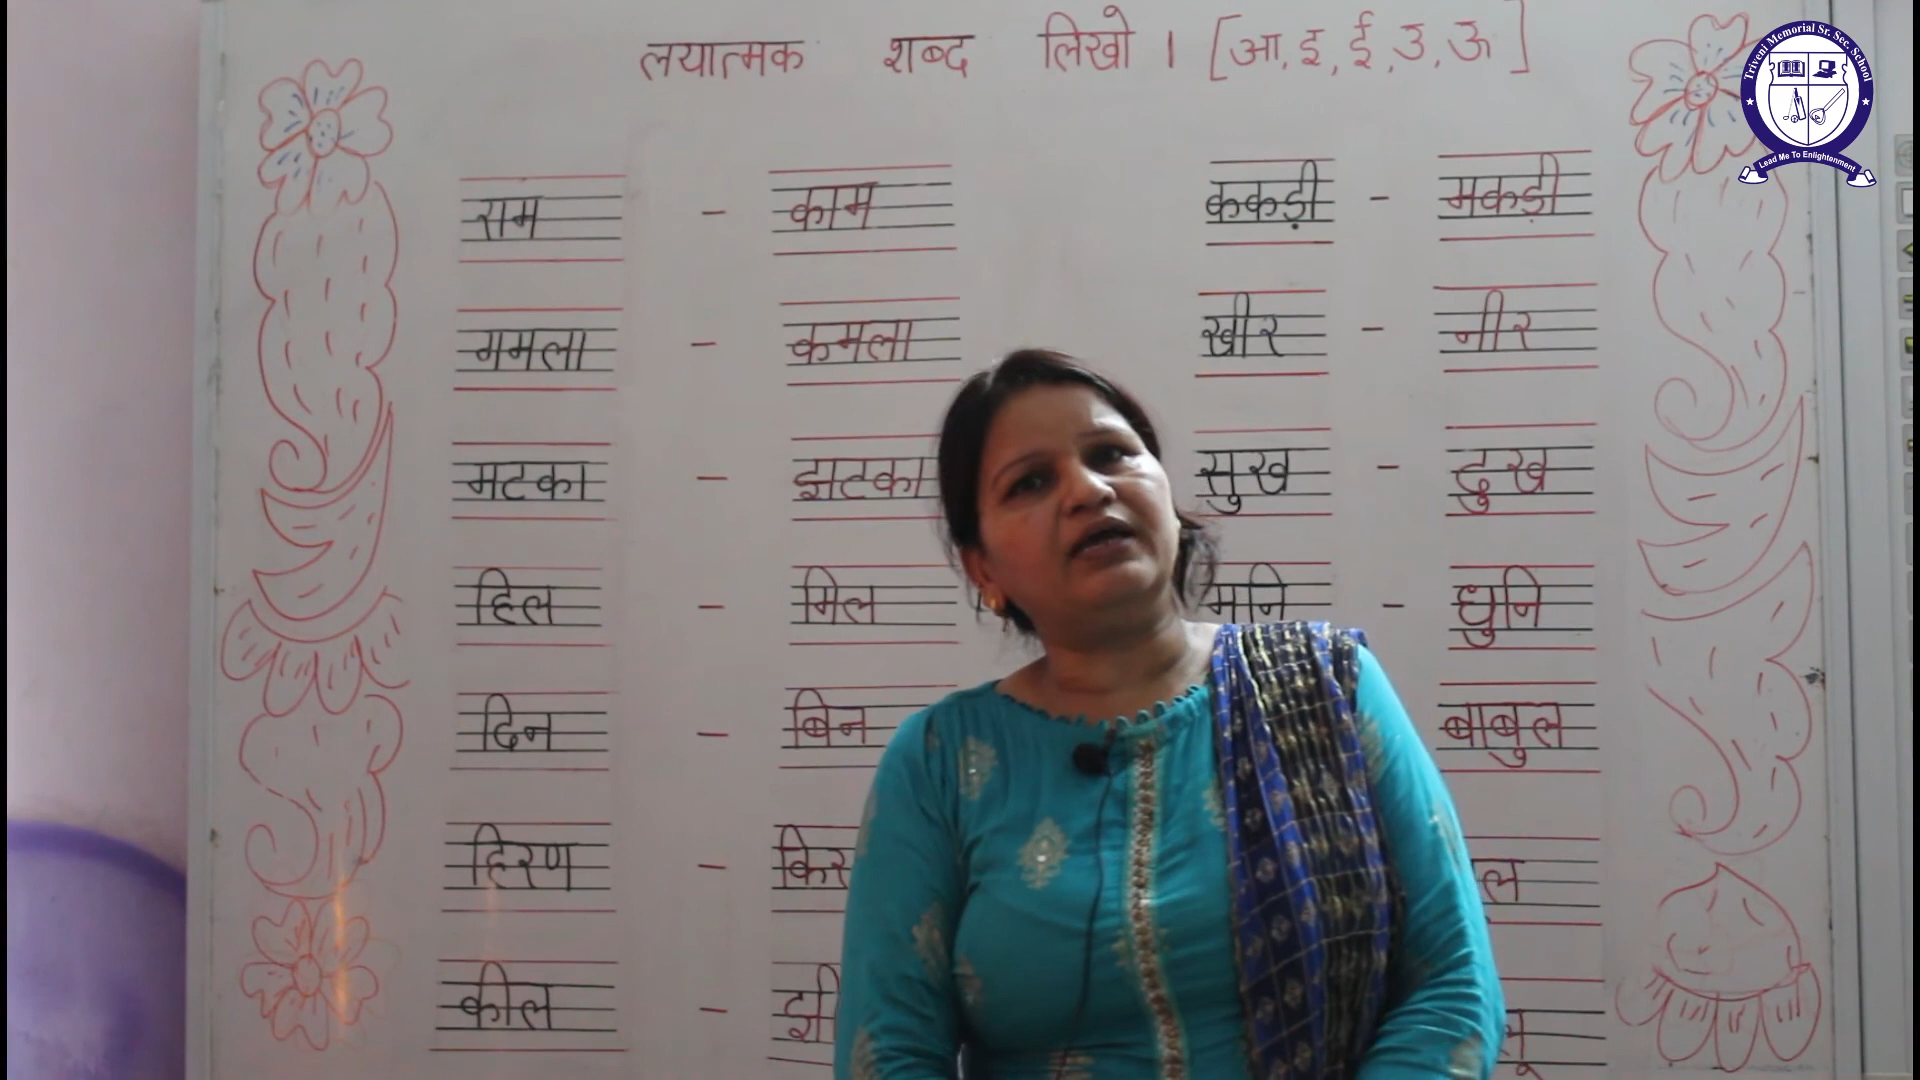 लयात्मक शब्द लिखो । [आ, इ, ई, उ, ऊ]
राम - काम
गमला - कमला
मटका - झटका
हिल - मिल
दिन - बिन
हिरण -
कील -
ककड़ी - मकड़ी
खीर - नीर
सुख - दुख
- धुनि
बाबुल
Triveni Memorial Sr. Sec. School
Lead Me To Enlightenment